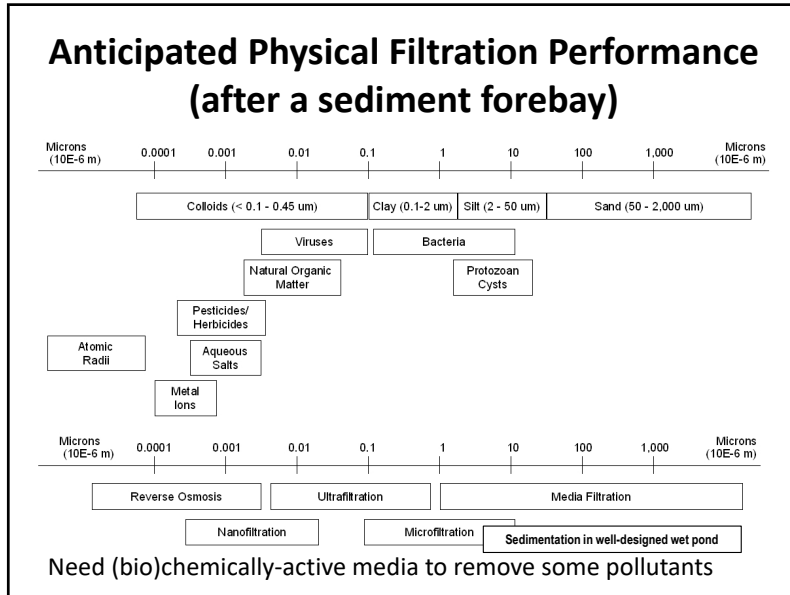 Anticipated Physical Filtration Performance
(after a sediment forebay)
Microns
(10E-6 m)
0.0001 0.001 0.01 0.1 1 10 100 1,000
Microns
(10E-6 m)
Colloids (< 0.1 - 0.45 um) Clay (0.1-2 um) Silt (2 - 50 um) Sand (50 - 2,000 um)
Viruses Bacteria
Natural Organic
Matter
Protozoan
Cysts
Pesticides/
Herbicides
Atomic
Radii
Aqueous
Salts
Metal
Ions
Microns
(10E-6 m)
0.0001 0.001 0.01 0.1 1 10 100 1,000
Microns
(10E-6 m)
Reverse Osmosis Ultrafiltration Media Filtration
Nanofiltration Microfiltration Sedimentation in well-designed wet pond
Need (bio)chemically-active media to remove some pollutants